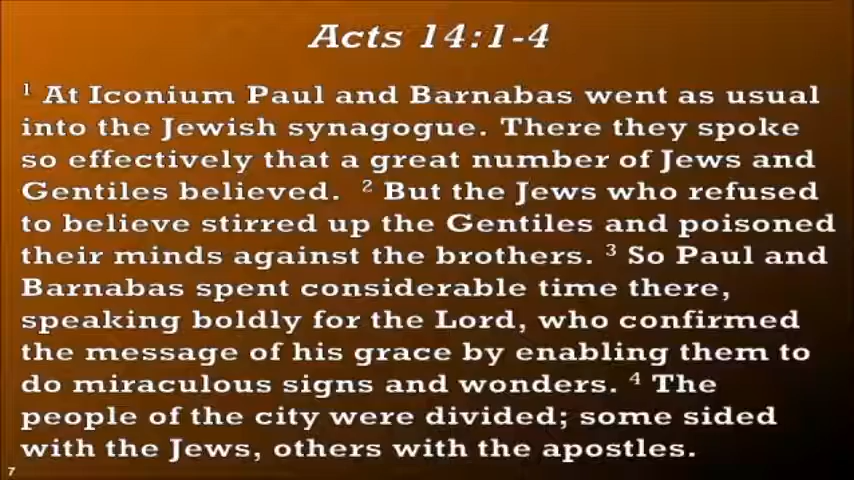 Acts 14:1-4
1 At Iconium Paul and Barnabas went as usual
into the Jewish synagogue. There they spoke
so effectively that a great number of Jews and
Gentiles believed. 2 But the Jews who refused
to believe stirred up the Gentiles and poisoned
their minds against the brothers. 3 So Paul and
Barnabas spent considerable time there,
speaking boldly for the Lord, who confirmed
the message of his grace by enabling them to
do miraculous signs and wonders. 4 The
people of the city were divided; some sided
with the Jews, others with the apostles.
7